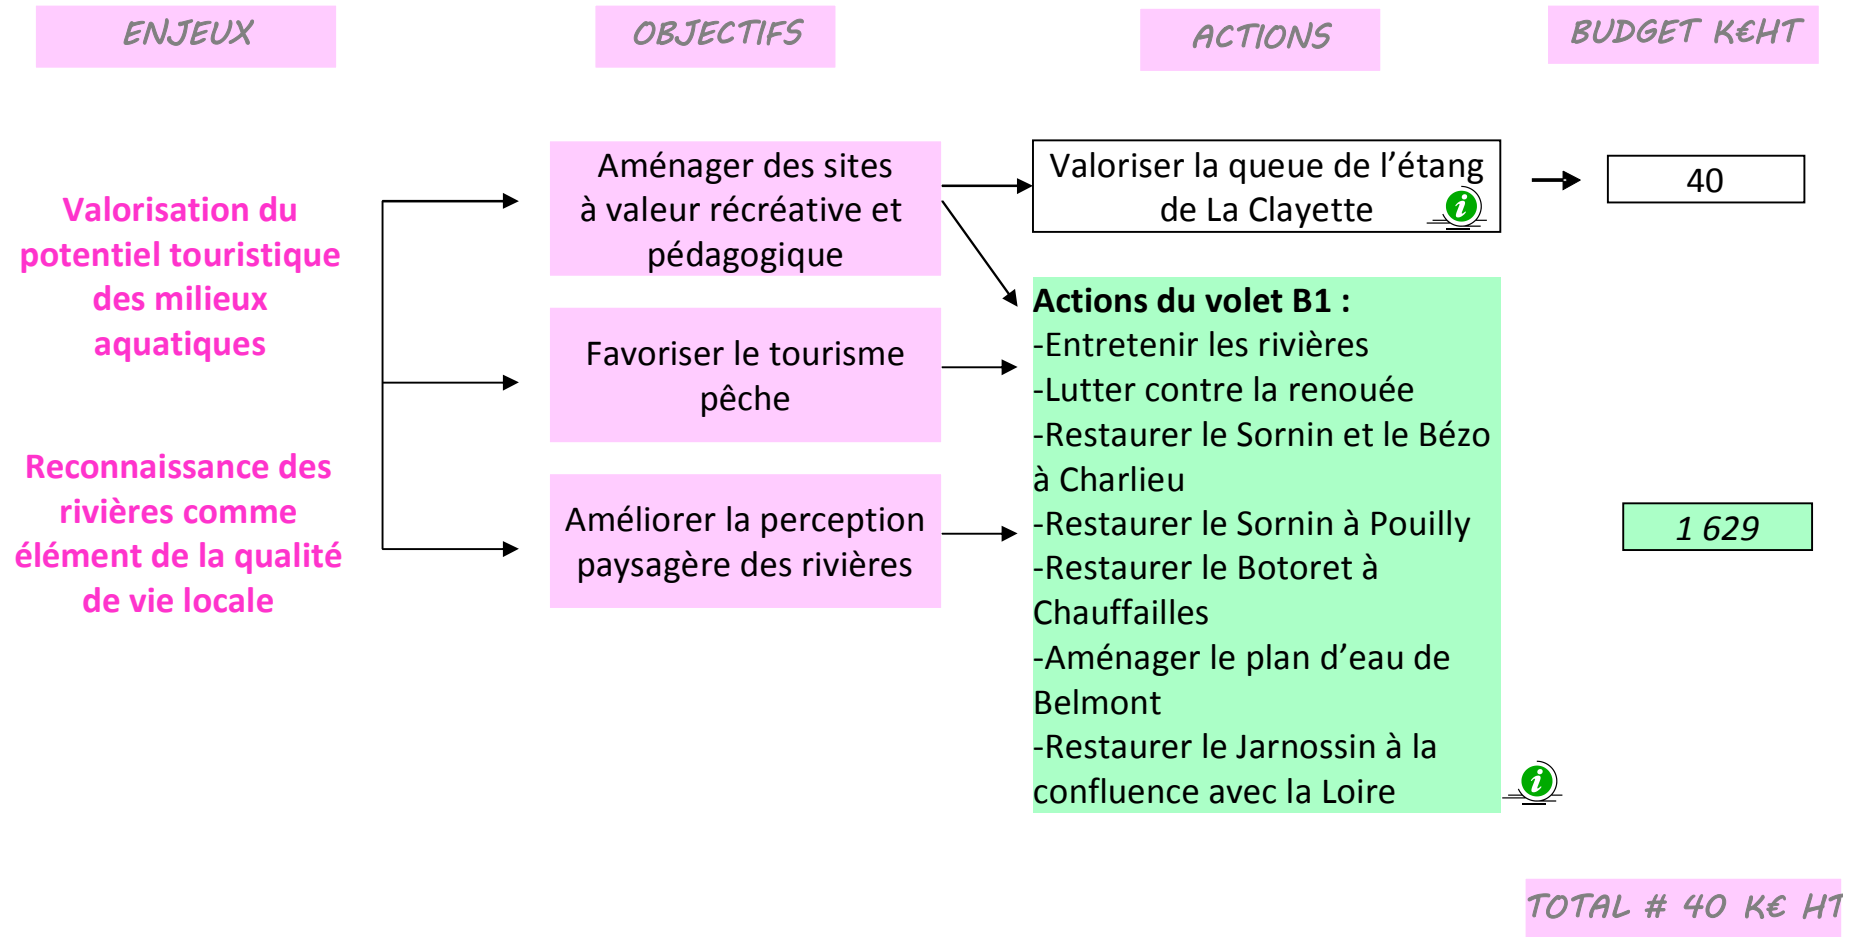 ENJEUX
OBJECTIFS
ACTIONS
BUDGET K€HT
Valorisation du
potentiel touristique
des milieux
aquatiques
Reconnaissance des
rivières comme
élément de la qualité
de vie locale
Aménager des sites
à valeur récréative et
pédagogique
Favoriser le tourisme
pêche
Améliorer la perception
paysagère des rivières
Valoriser la queue de l’étang
de La Clayette
i
40
Actions du volet B1 :
-Entretenir les rivières
-Lutter contre la renouée
-Restaurer le Sornin et le Bézo
à Charlieu
-Restaurer le Sornin à Pouilly
-Restaurer le Botoret à
Chauffailles
-Aménager le plan d’eau de
Belmont
-Restaurer le Jarnossin à la
confluence avec la Loire
i
1 629
TOTAL # 40 K€ HT